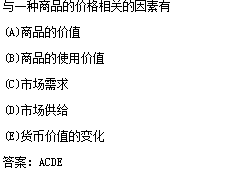 与一种商品的价格相关的因素有
(A)商品的价值
(B)商品的使用价值
(C)市场需求
(D)市场供给
(E)货币价值的变化
答案：ACDE